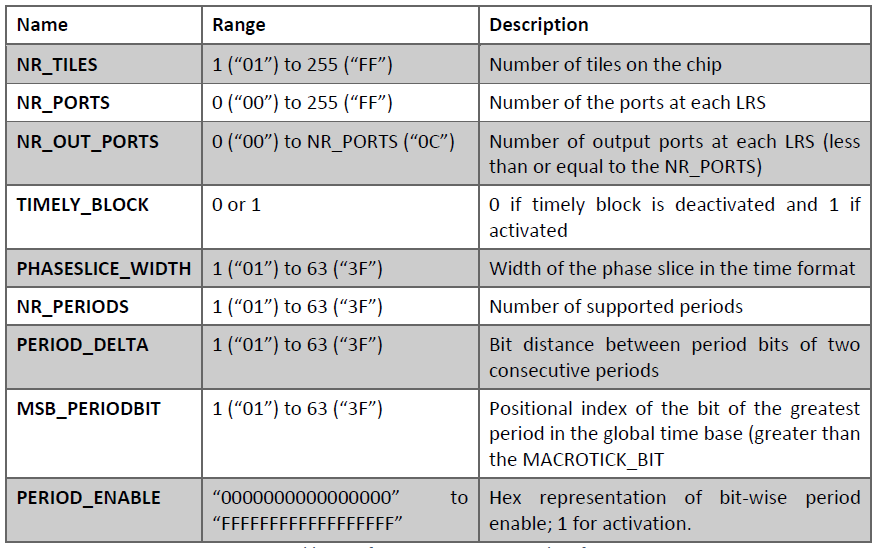 Name Range Description
NR_TILES 1 (“01”) to 255 (“FF”) Number of tiles on the chip
NR_PORTS 0 (“00”) to 255 (“FF”) Number of the ports at each LRS
NR_OUT_PORTS 0 (“00”) to NR_PORTS (“0C”) Number of output ports at each LRS (less
than or equal to the NR_PORTS)
TIMELY_BLOCK 0 or 1 0 if timely block is deactivated and 1 if
activated
PHASESLICE_WIDTH 1 (“01”) to 63 (“3F”) Width of the phase slice in the time format
NR_PERIODS 1 (“01”) to 63 (“3F”) Number of supported periods
PERIOD_DELTA 1 (“01”) to 63 (“3F”) Bit distance between period bits of two
consecutive periods
MSB_PERIODBIT 1 (“01”) to 63 (“3F”) Positional index of the bit of the greatest
period in the global time base (greater than
the MACROTICK_BIT
PERIOD_ENABLE “0000000000000000” to Hex representation of bit-wise period
“FFFFFFFFFFFFFFFFFF” enable; 1 for activation.